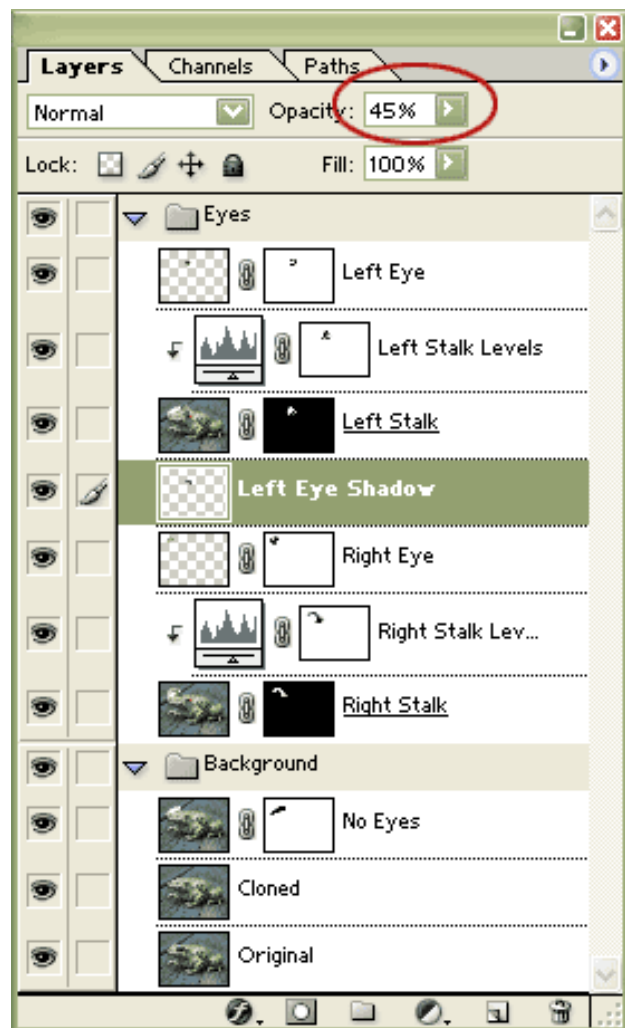 Layers Channels Paths
Normal Opacity: 45%
Lock: Fill: 100%
Eyes
Left Eye
Left Stalk Levels
Left Stalk
Left Eye Shadow
Right Eye
Right Stalk Lev...
Right Stalk
Background
No Eyes
Cloned
Original